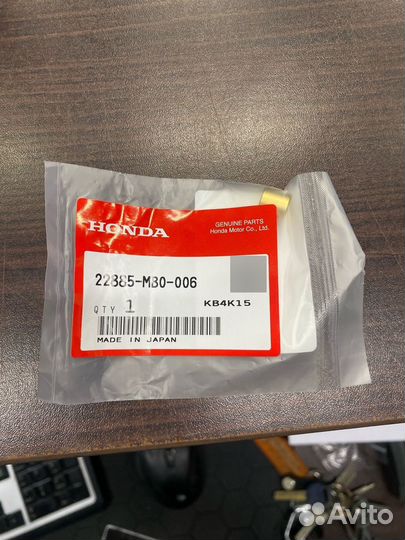 HONDA
GENUINE PARTS
Honda Motor Co., Ltd.
22885-MB0-006
KB4K15
QTY 1
MADE IN JAPAN
Avito